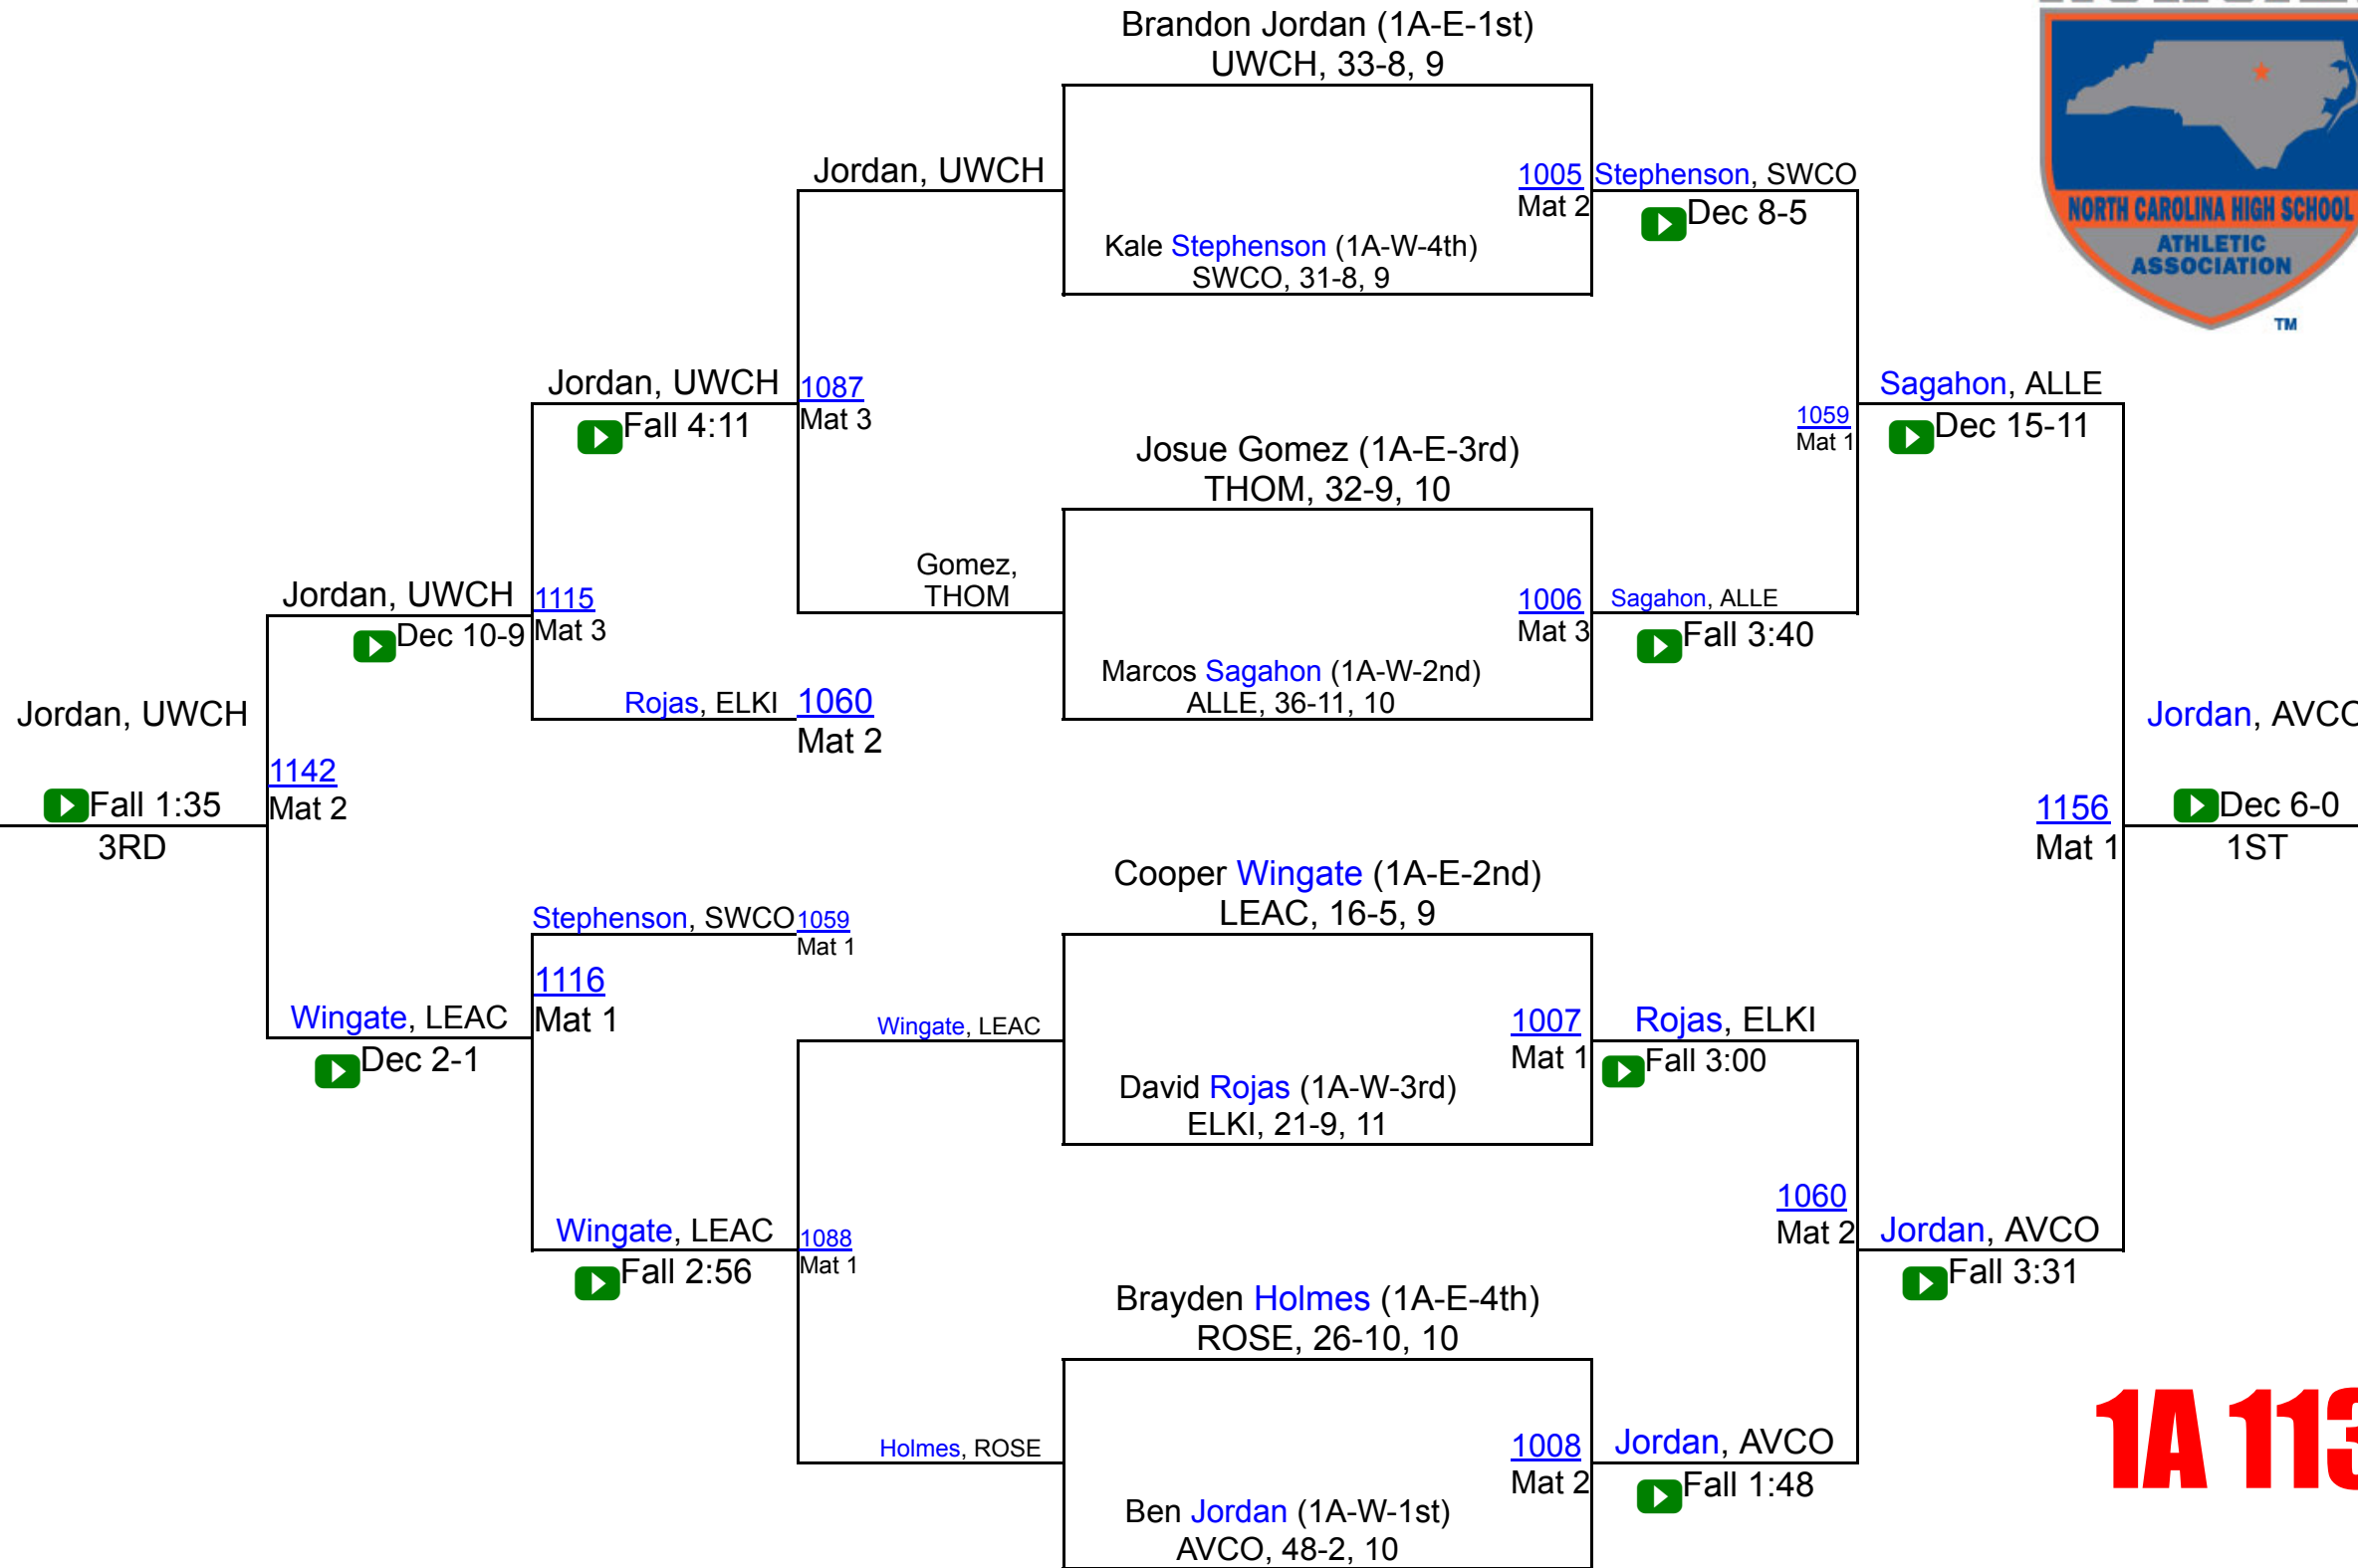 Brandon Jordan (1A-E-1st)
UWCH, 33-8, 9
Jordan, UWCH
1005
Mat 2
Stephenson, SWCO
Dec 8-5
Kale Stephenson (1A-W-4th)
SWCO, 31-8, 9
NORTH CAROLINA HIGH SCHOOL
ATHLETIC
ASSOCIATION
TM
Jordan, UWCH
Fall 4:11
1087
Mat 3
Sagahon, ALLE
Dec 15-11
1059
Mat 1
Josue Gomez (1A-E-3rd)
THOM, 32-9, 10
Gomez,
THOM
1006
Mat 3
Sagahon, ALLE
Fall 3:40
Marcos Sagahon (1A-W-2nd)
ALLE, 36-11, 10
Jordan, UWCH
Dec 10-9
1115
Mat 3
Rojas, ELKI
1060
Mat 2
Jordan, UWCH
Fall 1:35
3RD
1142
Mat 2
Jordan, AVCO
Dec 6-0
1ST
1156
Mat 1
Cooper Wingate (1A-E-2nd)
LEAC, 16-5, 9
Stephenson, SWCO
1059
Mat 1
1116
Mat 1
Wingate, LEAC
Dec 2-1
Wingate, LEAC
1007
Mat 1
Rojas, ELKI
Fall 3:00
David Rojas (1A-W-3rd)
ELKI, 21-9, 11
1060
Mat 2
Jordan, AVCO
Fall 3:31
Wingate, LEAC
Fall 2:56
1088
Mat 1
Brayden Holmes (1A-E-4th)
ROSE, 26-10, 10
Holmes, ROSE
1008
Mat 2
Jordan, AVCO
Fall 1:48
Ben Jordan (1A-W-1st)
AVCO, 48-2, 10
1A 113